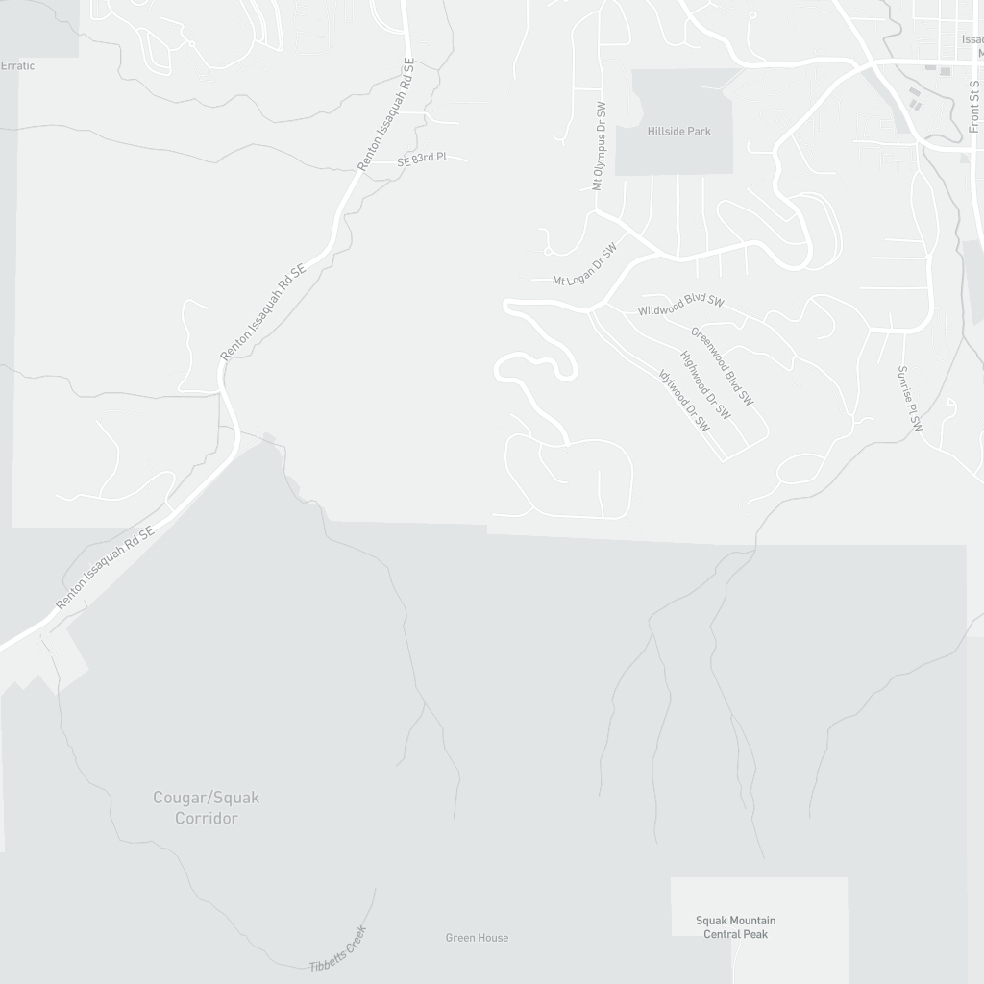 Erratic
Renton Issaquah Rd SE
SE 83rd Pl
Mt Olympus Dr SW
Hillside Park
Front St S
Mt Logan Dr SW
Wildwood Blvd SW
Renton Issaquah Rd SE
Greenwood Blvd SW
Highwood Dr SW
Idylwood Dr SW
Sunrise Pl SW
Renton Issaquah Rd SE
Cougar/Squak
Corridor
Squak Mountain
Central Peak
Green House
Tibbetts Creek